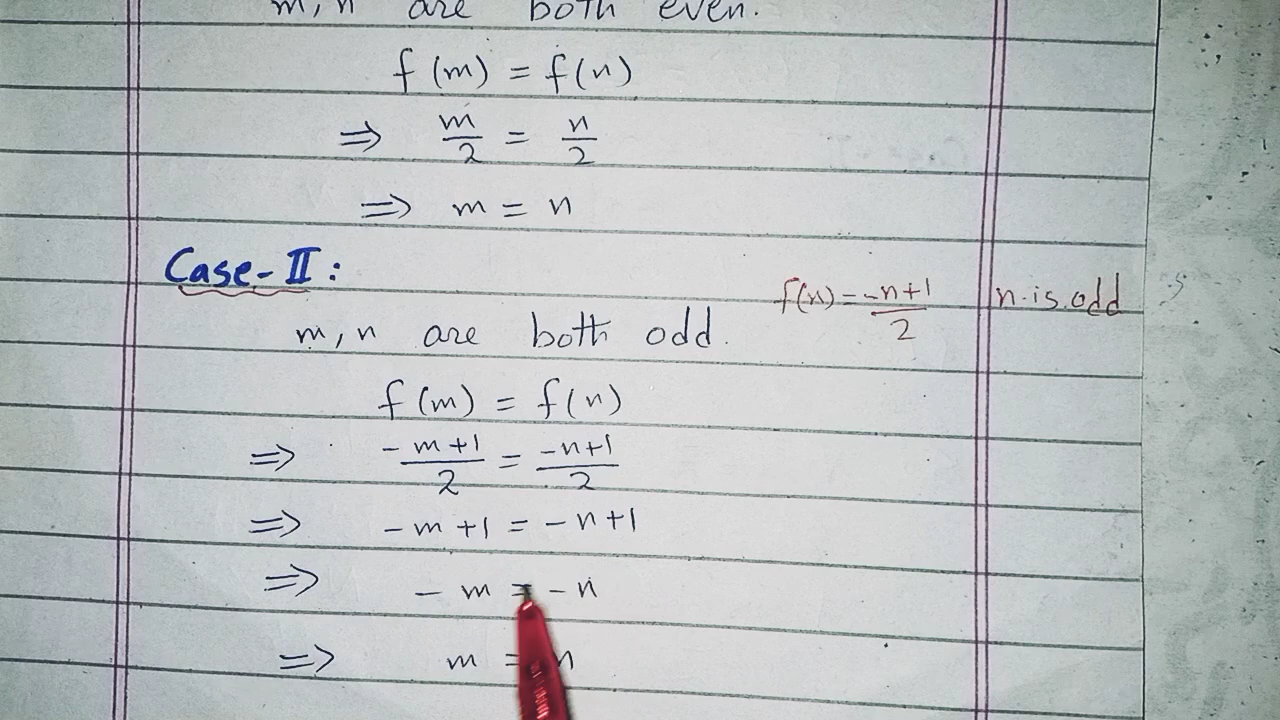 m, n are both even.
f(m) = f(n)
⇒ m/2 = n/2
⇒ m = n
Case-II:
f(n) = -n+1/2 | n is odd
m, n are both odd.
f(m) = f(n)
⇒ -m+1/2 = -n+1/2
⇒ -m+1 = -n+1
⇒ -m = -n
⇒ m = n